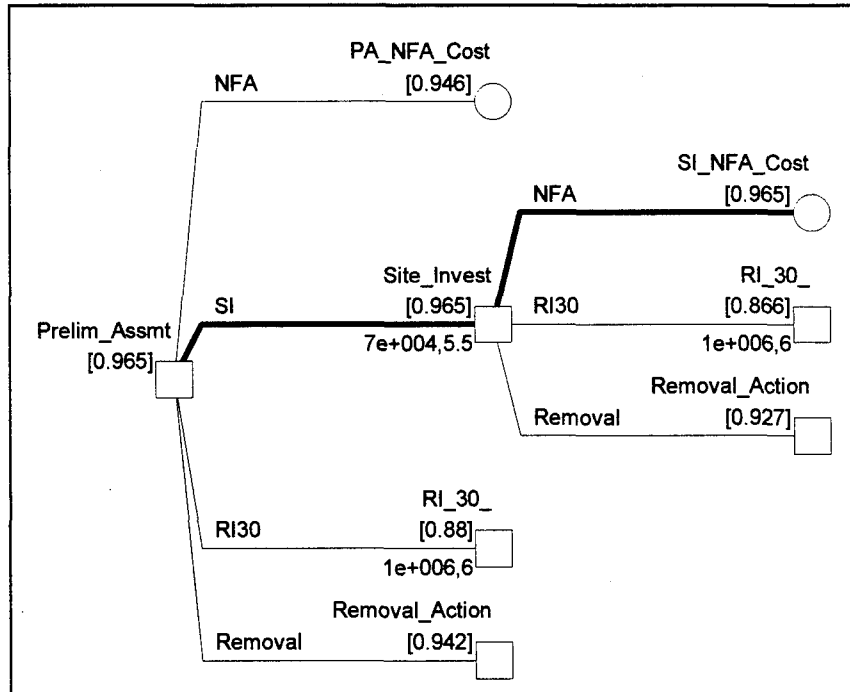 PA_NFA_Cost
NFA [0.946]
SI_NFA_Cost
NFA [0.965]
Site_Invest
SI [0.965]
7e+004,5.5
RI_30_
RI30 [0.866]
1e+006,6
Prelim_Assmt
[0.965]
Removal_Action
Removal [0.927]
RI_30_
RI30 [0.88]
1e+006,6
Removal_Action
Removal [0.942]